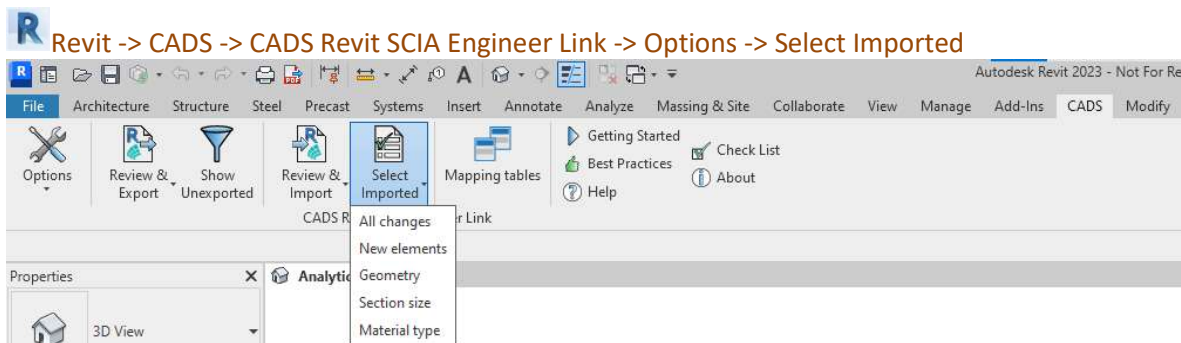 Revit -> CADS -> CADS Revit SCIA Engineer Link -> Options -> Select Imported
Autodesk Revit 2023 - Not For Re
File Architecture Structure Steel Precast Systems Insert Annotate Analyze Massing & Site Collaborate View Manage Add-Ins CADS Modify
Options
Review & Export
Show Unexported
Review & Import
Select Imported
Mapping tables
Getting Started
Best Practices
Help
Check List
About
CADS R
er Link
All changes
New elements
Geometry
Section size
Material type
Properties
Analytic
3D View